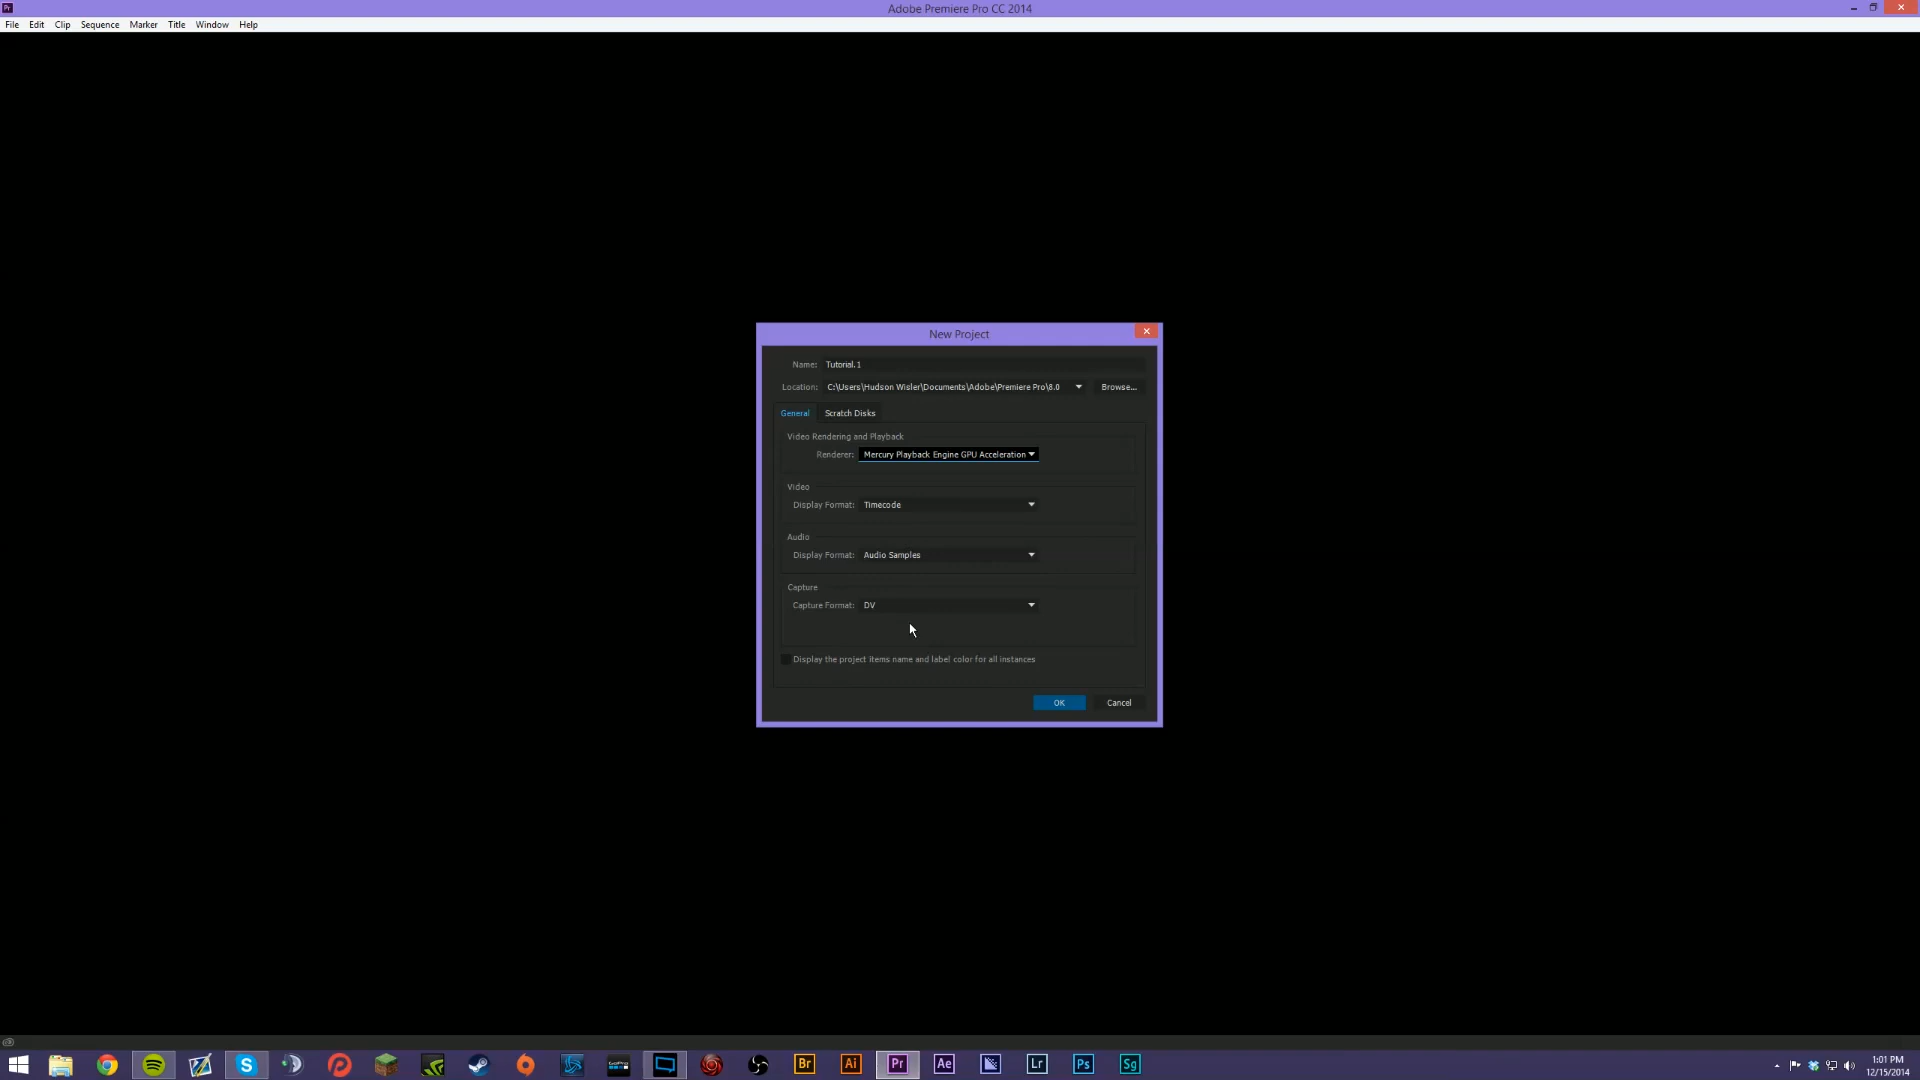 Pr
Adobe Premiere Pro CC 2014
File Edit Clip Sequence Marker Title Window Help
New Project
Name: Tutorial.1
Location: C:\Users\Hudson Wisler\Documents\Adobe\Premiere Pro\8.0 Browse...
General Scratch Disks
Video Rendering and Playback
Renderer: Mercury Playback Engine GPU Acceleration
Video
Display Format: Timecode
Audio
Display Format: Audio Samples
Capture
Capture Format: DV
Display the project items name and label color for all instances
OK Cancel
S GoPro Br Ai Pr Ae Lr Ps Sg
1:01 PM
12/15/2014